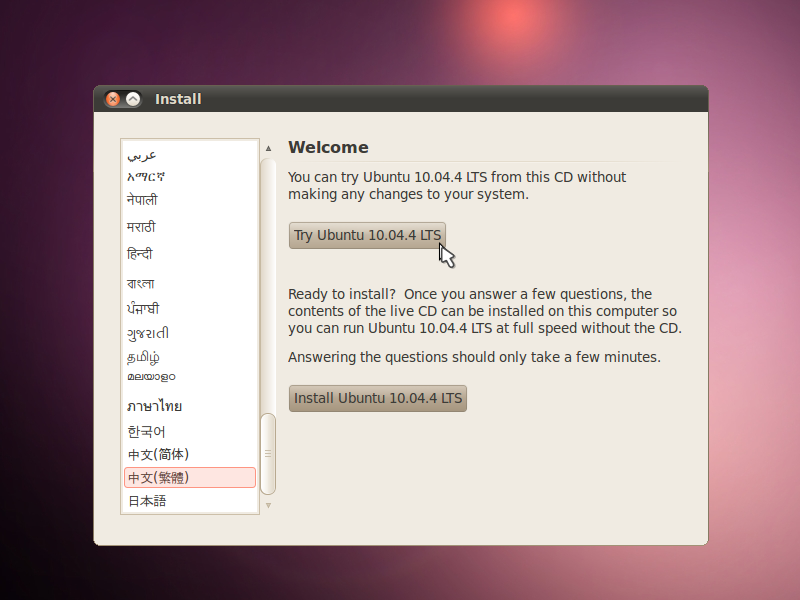 Install
عربي
አማርኛ
नेपाली
मराठी
हिन्दी
বাংলা
ਪੰਜਾਬੀ
ગુજરાતી
தமிழ்
മലയാളം
ภาษาไทย
한국어
中文(简体)
中文(繁體)
日本語
Welcome
You can try Ubuntu 10.04.4 LTS from this CD without
making any changes to your system.
Try Ubuntu 10.04.4 LTS
Ready to install?  Once you answer a few questions, the
contents of the live CD can be installed on this computer so
you can run Ubuntu 10.04.4 LTS at full speed without the CD.
Answering the questions should only take a few minutes.
Install Ubuntu 10.04.4 LTS